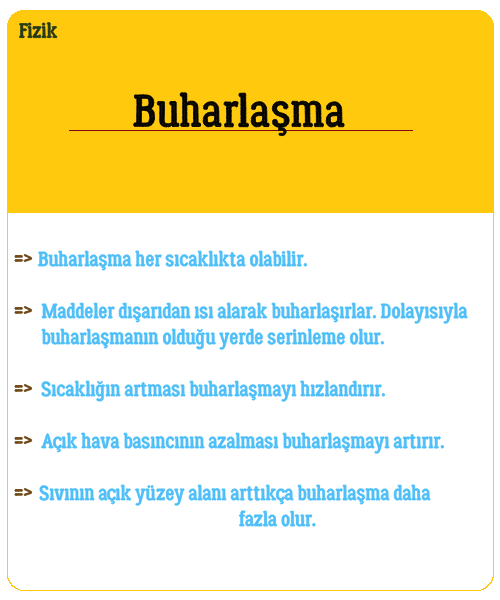 Fizik
Buharlaşma
=> Buharlaşma her sıcaklıkta olabilir.
=> Maddeler dışarıdan ısı alarak buharlaşırlar. Dolayısıyla
buharlaşmanın olduğu yerde serinleme olur.
=> Sıcaklığın artması buharlaşmayı hızlandırır.
=> Açık hava basıncının azalması buharlaşmayı artırır.
=> Sıvının açık yüzey alanı arttıkça buharlaşma daha
fazla olur.